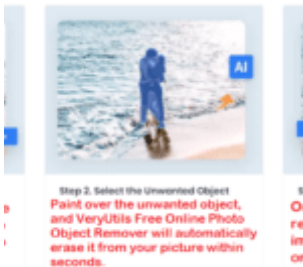 AI
Step 2. Select the Unwanted Object
Paint over the unwanted object,
and VeryUtils Free Online Photo
Object Remover will automatically
erase it from your picture within
seconds.